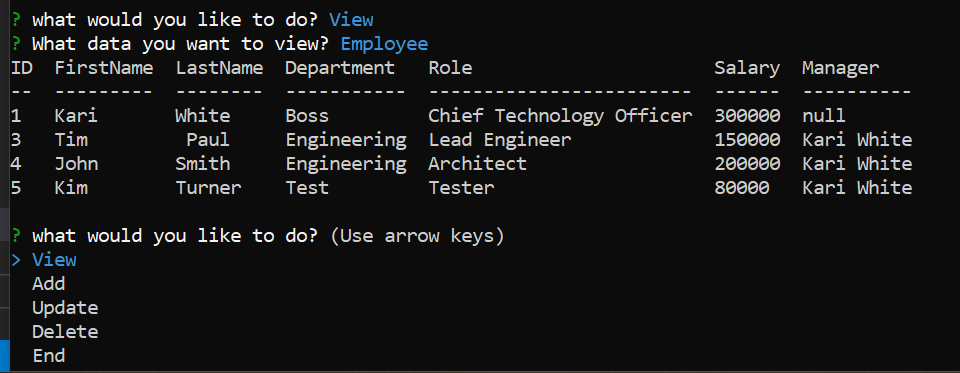 ? what would you like to do? View
? What data you want to view? Employee
ID  FirstName  LastName  Department   Role                      Salary  Manager
--  ---------  --------  -----------  ------------------------  ------  ----------
1   Kari       White     Boss         Chief Technology Officer  300000  null
3   Tim         Paul     Engineering  Lead Engineer             150000  Kari White
4   John       Smith     Engineering  Architect                 200000  Kari White
5   Kim        Turner    Test         Tester                    80000   Kari White
? what would you like to do? (Use arrow keys)
> View
  Add
  Update
  Delete
  End